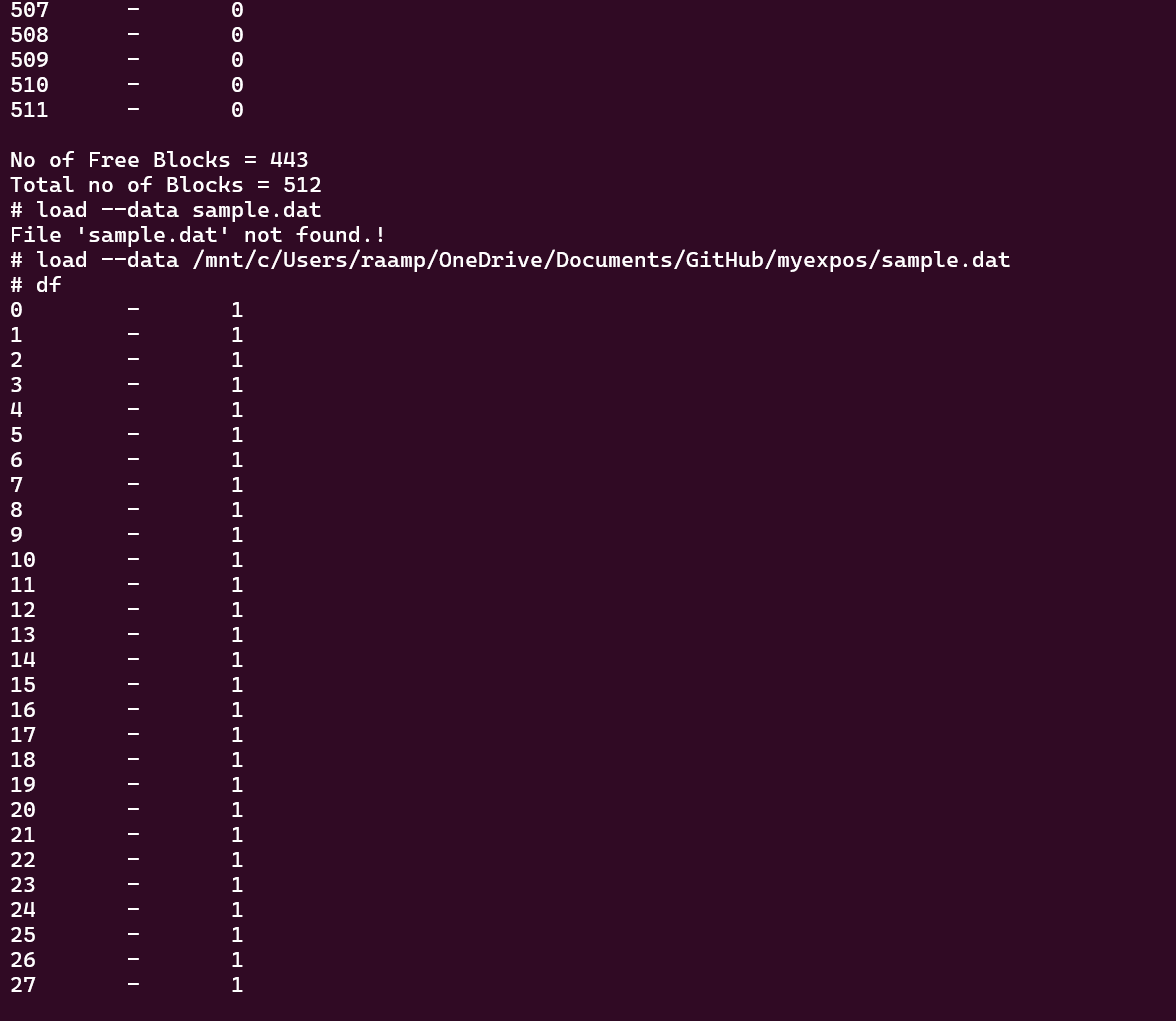 507 - 0
508 - 0
509 - 0
510 - 0
511 - 0
No of Free Blocks = 443
Total no of Blocks = 512
# load --data sample.dat
File 'sample.dat' not found.!
# load --data /mnt/c/Users/raamp/OneDrive/Documents/GitHub/myexpos/sample.dat
# df
0 - 1
1 - 1
2 - 1
3 - 1
4 - 1
5 - 1
6 - 1
7 - 1
8 - 1
9 - 1
10 - 1
11 - 1
12 - 1
13 - 1
14 - 1
15 - 1
16 - 1
17 - 1
18 - 1
19 - 1
20 - 1
21 - 1
22 - 1
23 - 1
24 - 1
25 - 1
26 - 1
27 - 1